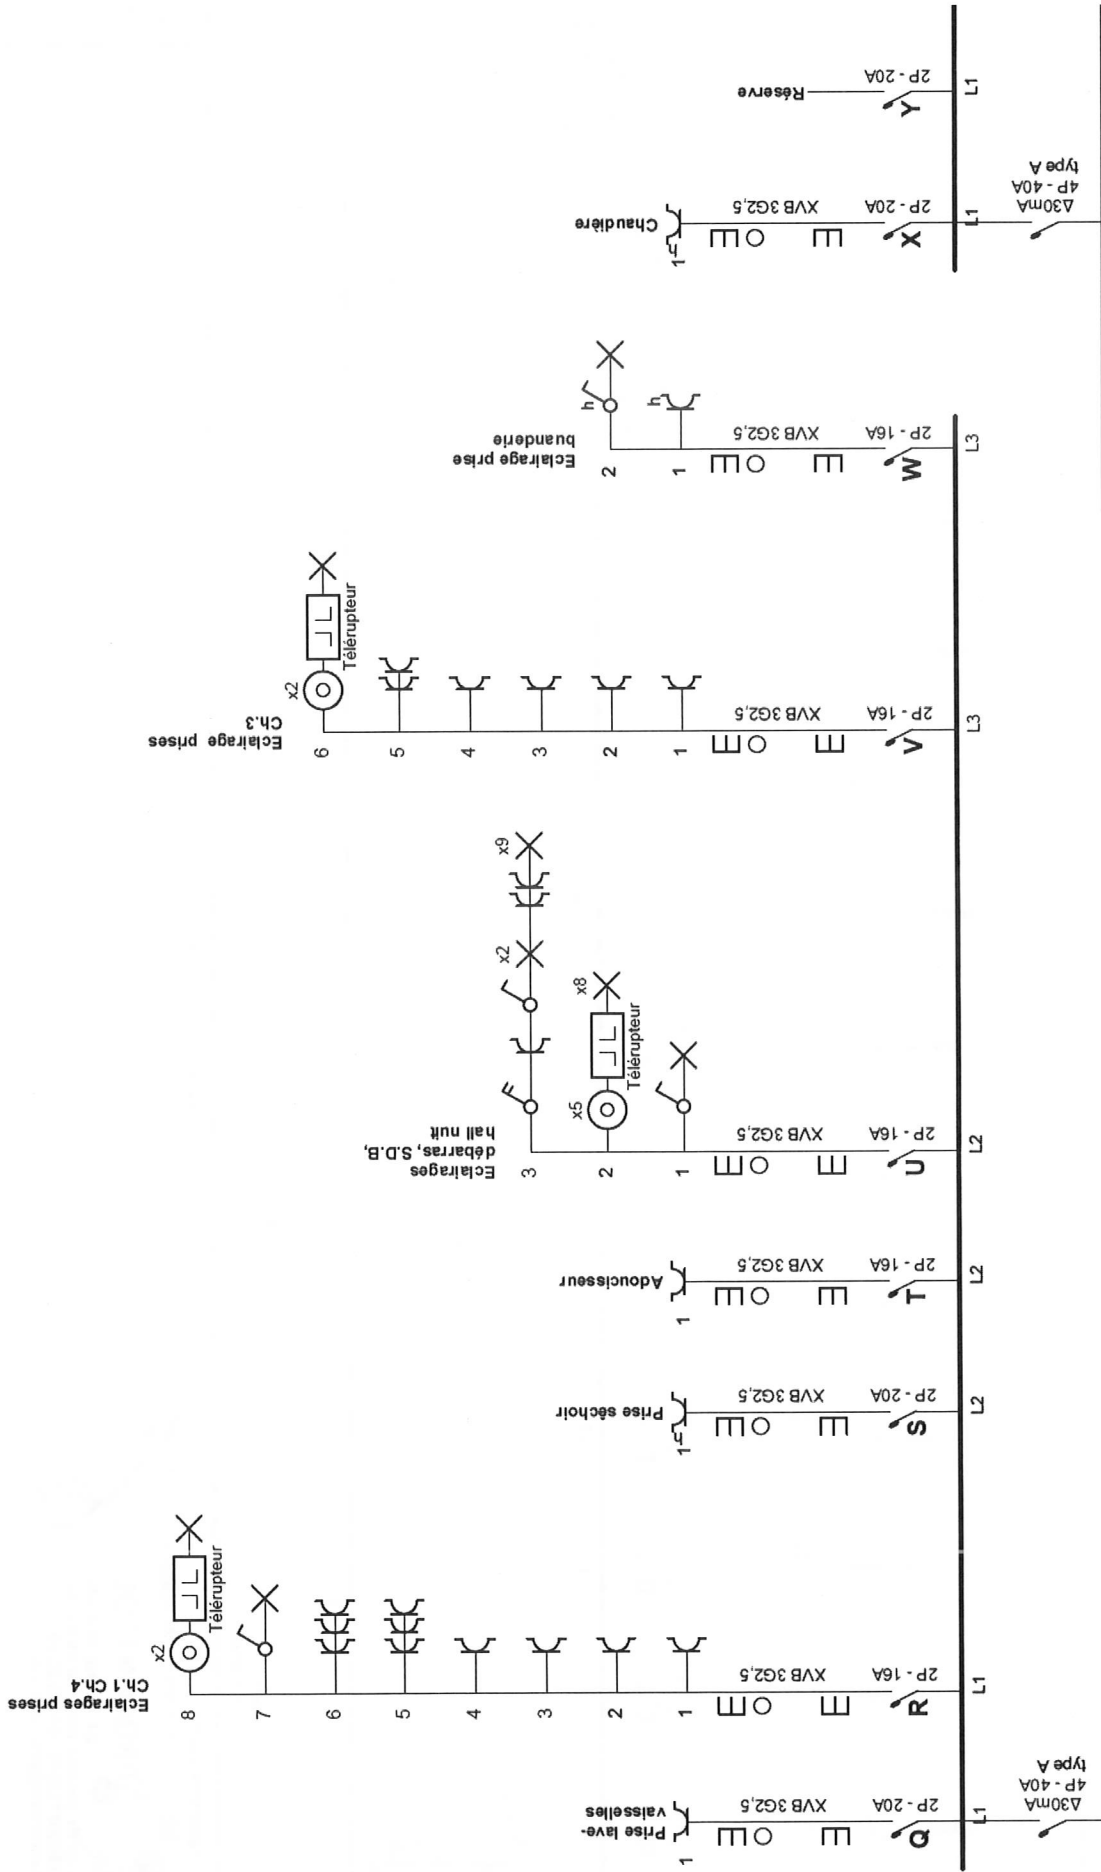 Prise lave-
vaisselles
1
XVB 3G2,5
2P - 20A
Q
L1
Δ30mA
4P - 40A
type A
Eclairages prises
Ch.1 Ch.4
8
x2
Télérupteur
7
6
5
4
3
2
1
XVB 3G2,5
2P - 16A
R
L1
Prise séchoir
1
h
XVB 3G2,5
2P - 20A
S
L2
Adoucisseur
1
XVB 3G2,5
2P - 16A
T
L2
Eclairages
débarras, S.D.B,
hall nuit
3
x2
x9
2
x5
Télérupteur
x8
1
XVB 3G2,5
2P - 16A
U
L2
Eclairage prises
Ch.3
6
x2
Télérupteur
5
4
3
2
1
XVB 3G2,5
2P - 16A
V
L3
Eclairage prise
buanderie
2
h
1
h
XVB 3G2,5
2P - 16A
W
L3
Chaudière
1
h
XVB 3G2,5
2P - 20A
X
L1
Δ30mA
4P - 40A
type A
Réserve
2P - 20A
Y
L1